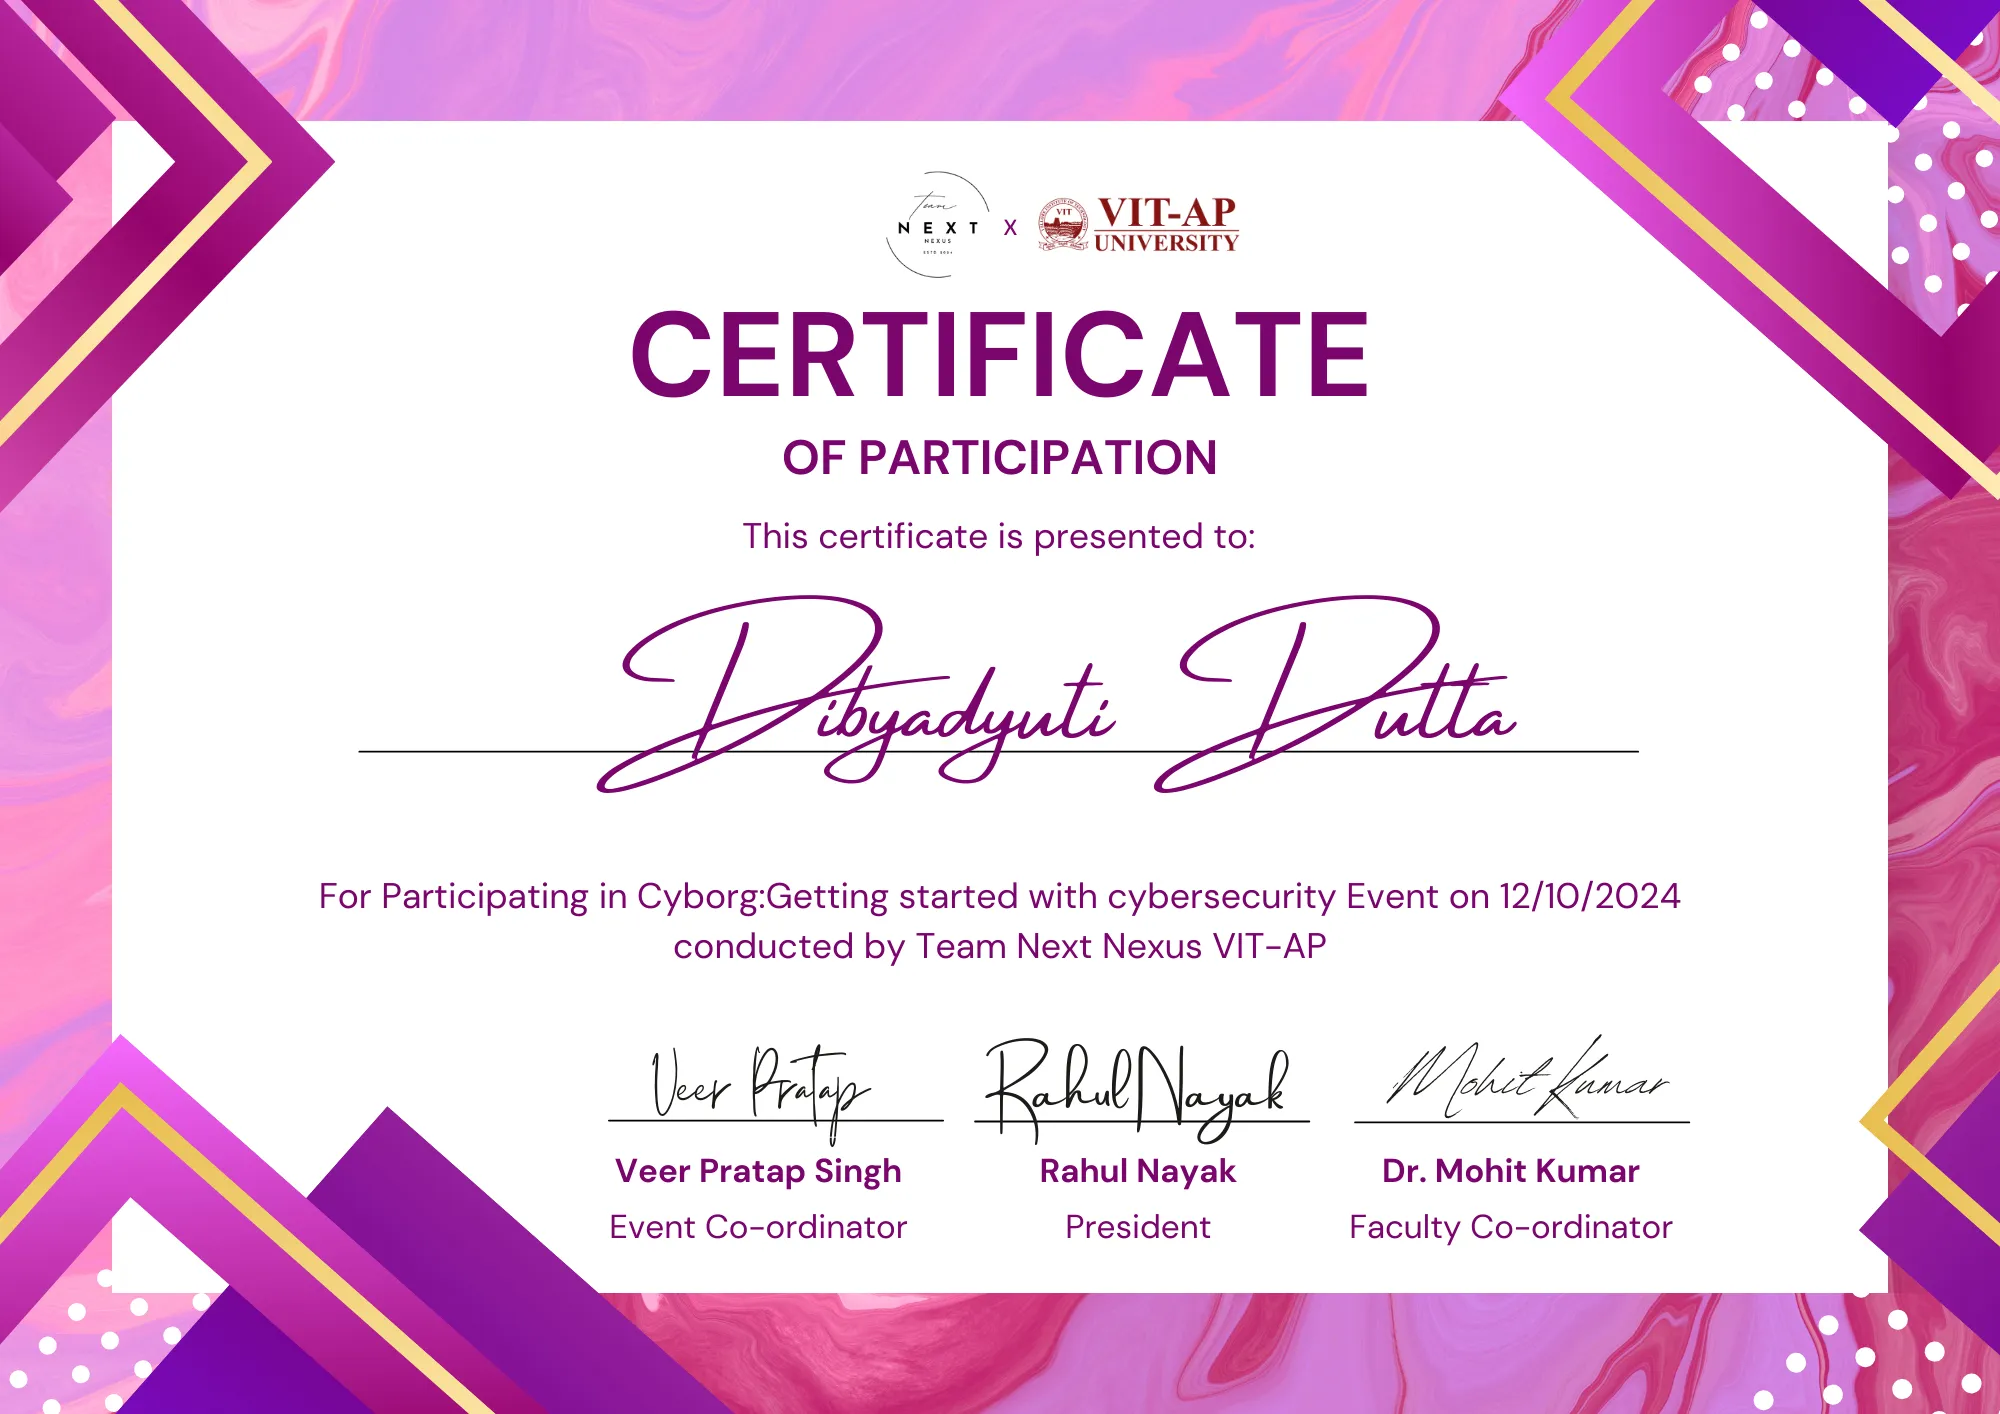 team
NEXT
NEXUS
ESTD 2024
X
VIT
VIT-AP
UNIVERSITY
CERTIFICATE
OF PARTICIPATION
This certificate is presented to:
Dibyadyuti Dutta
For Participating in Cyborg:Getting started with cybersecurity Event on 12/10/2024
conducted by Team Next Nexus VIT-AP
Veer Pratap Rahul Nayak Mohit Kumar
Veer Pratap Singh Rahul Nayak Dr. Mohit Kumar
Event Co-ordinator President Faculty Co-ordinator